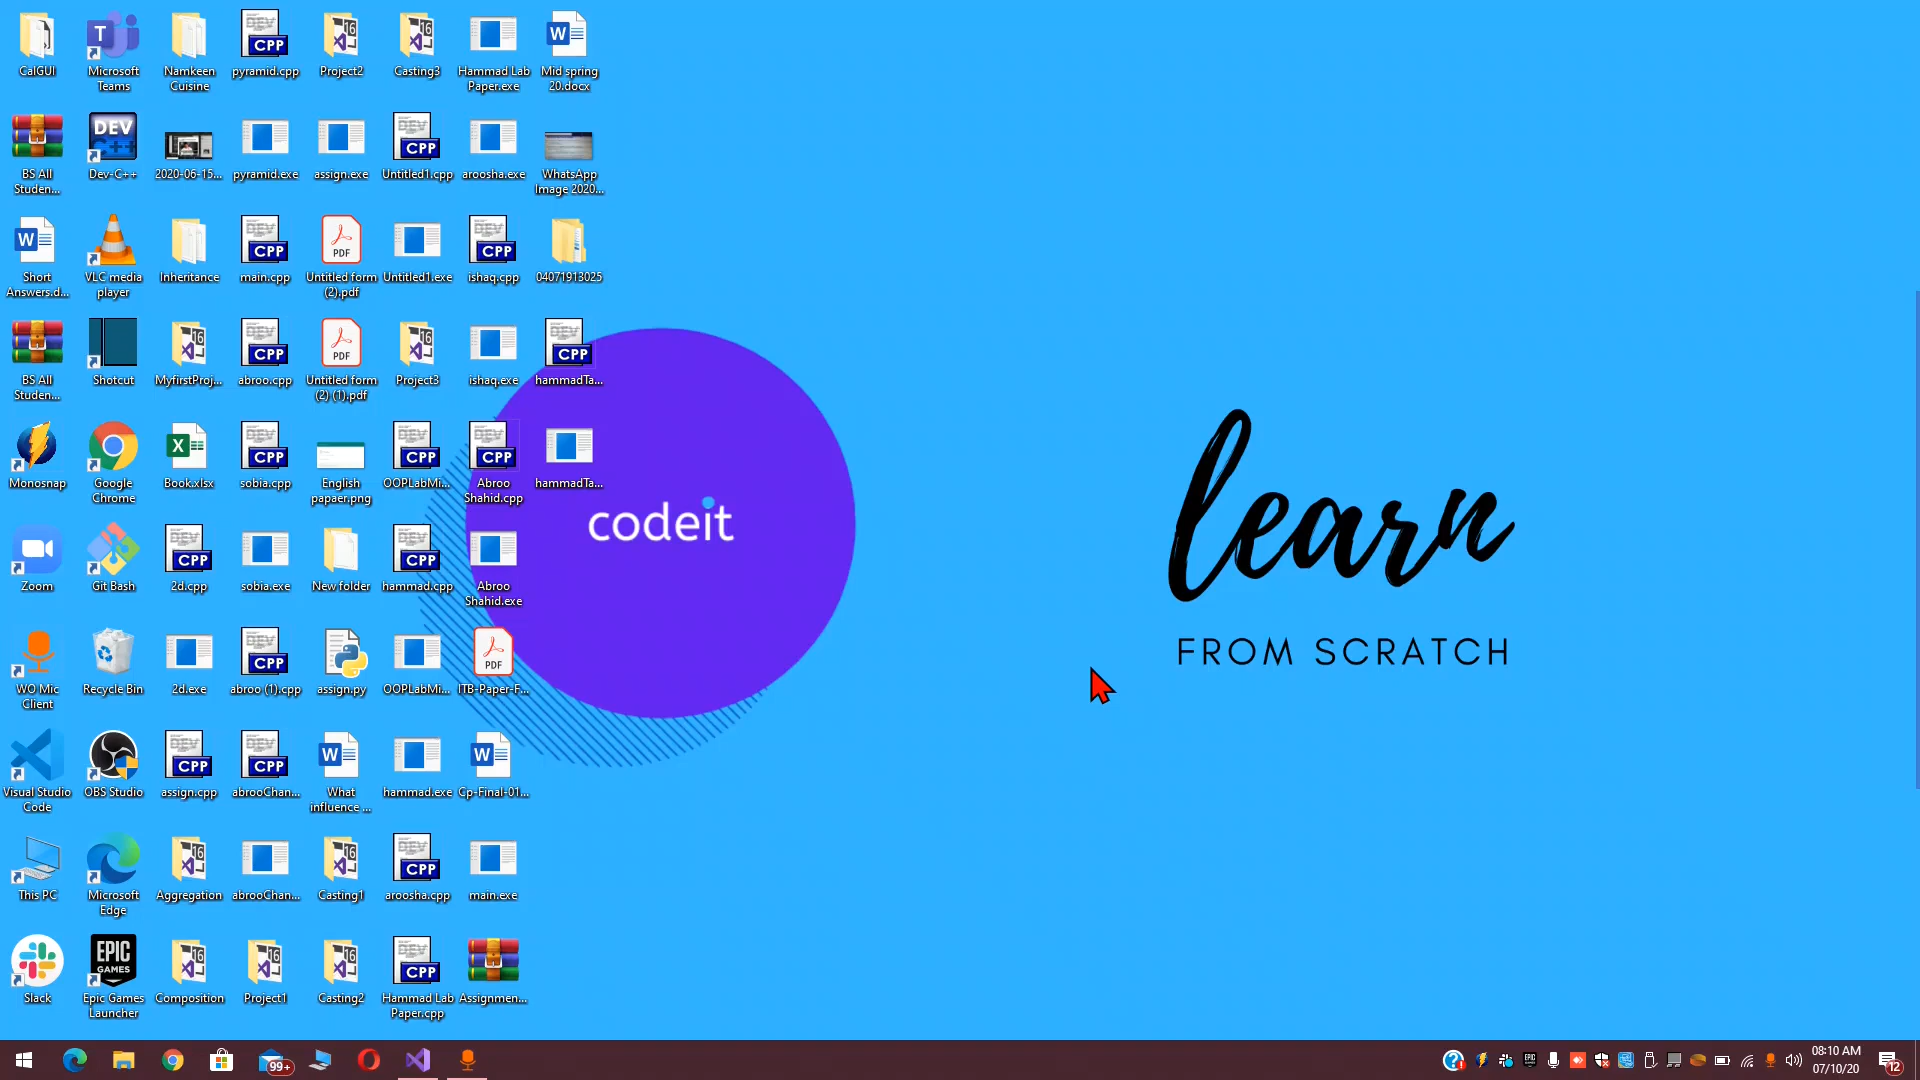 CalGUI
Microsoft
Teams
Namkeen
Cuisine
pyramid.cpp
Project2
Casting3
Hammad Lab
Paper.exe
Mid spring
20.docx
BS All
Studen...
Dev-C++
2020-06-15...
pyramid.exe
assign.exe
Untitled1.cpp
aroosha.exe
WhatsApp
Image 2020...
Short
Answers.d...
VLC media
player
Inheritance
main.cpp
Untitled form
(2).pdf
Untitled1.exe
ishaq.cpp
04071913025
BS All
Studen...
Shotcut
MyfirstProj...
abroo.cpp
Untitled form
(2) (1).pdf
Project3
ishaq.exe
hammadTa...
Monosnap
Google
Chrome
Book.xlsx
sobia.cpp
English
papaer.png
OOPLabMi...
Abroo
Shahid.cpp
hammadTa...
Zoom
Git Bash
2d.cpp
sobia.exe
New folder
hammad.cpp
Abroo
Shahid.exe
WO Mic
Client
Recycle Bin
2d.exe
abroo (1).cpp
assign.py
OOPLabMi...
ITB-Paper-F...
Visual Studio
Code
OBS Studio
assign.cpp
abrooChan...
What
influence ...
hammad.exe
Cp-Final-01...
This PC
Microsoft
Edge
Aggregation
abrooChan...
Casting1
aroosha.cpp
main.exe
Slack
Epic Games
Launcher
Composition
Project1
Casting2
Hammad Lab
Paper.cpp
Assignmen...
codeit
learn
FROM SCRATCH
99+
08:10 AM
07/10/20
12